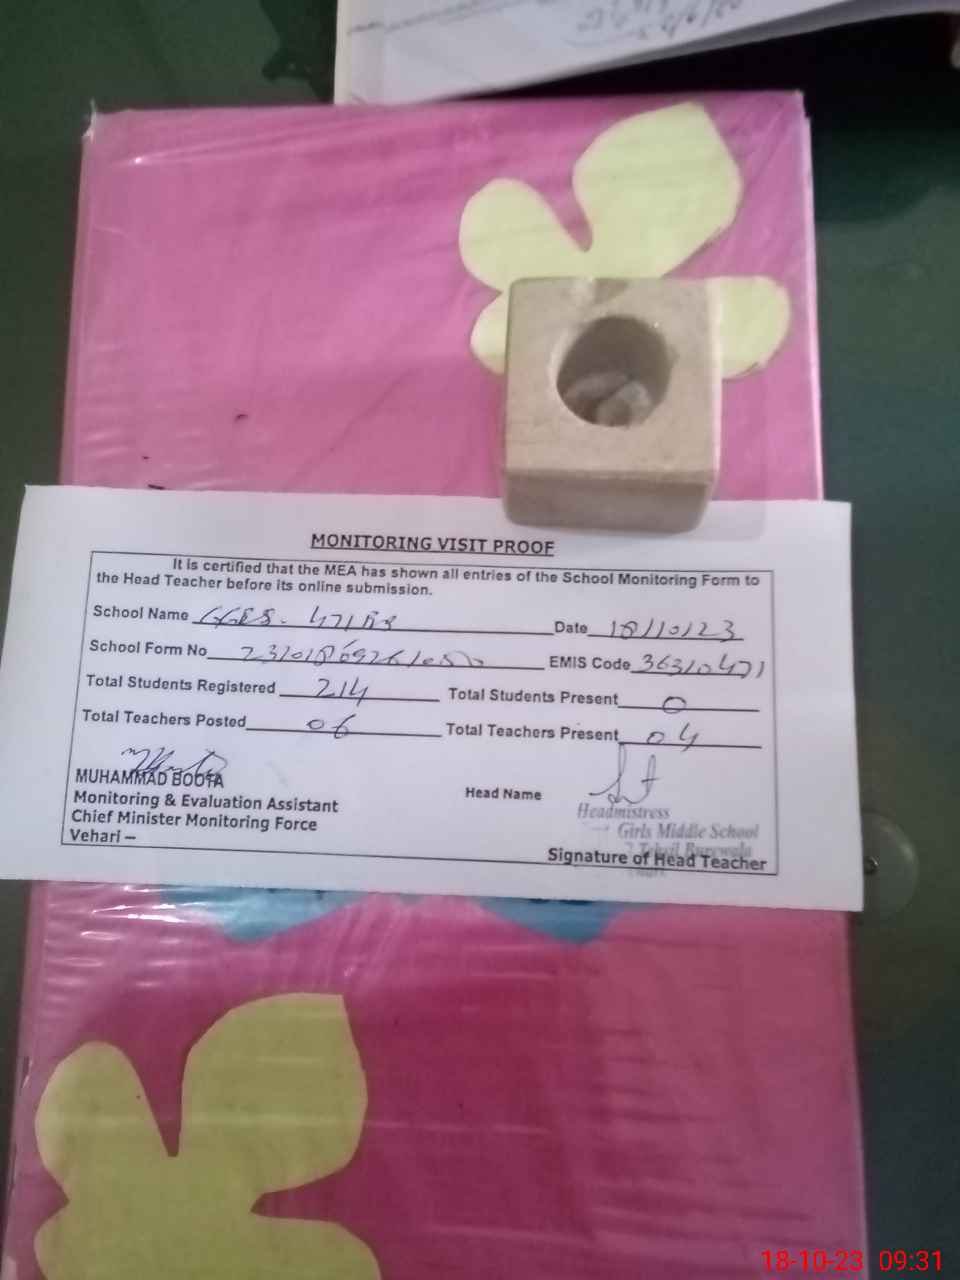 MONITORING VISIT PROOF
It is certified that the MEA has shown all entries of the School Monitoring Form to
the Head Teacher before its online submission.
School Name GGES. 471 Date 18/10/23
School Form No EMIS Code 36310471
Total Students Registered 214 Total Students Present 0
Total Teachers Posted 06 Total Teachers Present 04
MUHAMMAD BOOTA
Monitoring & Evaluation Assistant Head Name
Chief Minister Monitoring Force Headmistress
Vehari – Girls Middle School
Tehsil Burewala
Signature of Head Teacher
18-10-23 09:31